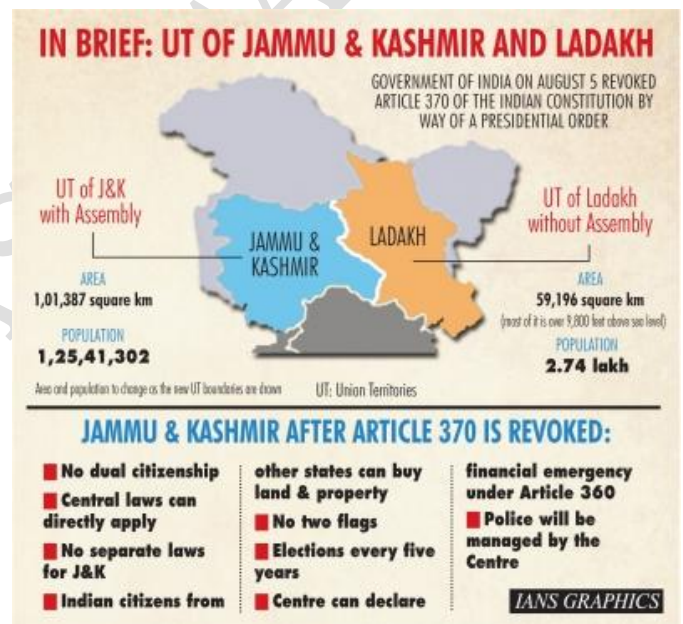 IN BRIEF: UT OF JAMMU & KASHMIR AND LADAKH
GOVERNMENT OF INDIA ON AUGUST 5 REVOKED
ARTICLE 370 OF THE INDIAN CONSTITUTION BY
WAY OF A PRESIDENTIAL ORDER
UT of J&K
with Assembly
AREA
1,01,387 square km
POPULATION
1,25,41,302
JAMMU &
KASHMIR
LADAKH
UT of Ladakh
without Assembly
AREA
59,196 square km
(most of it is over 9,800 feet above sea level)
POPULATION
2.74 lakh
Area and population to change as the new UT boundaries are drawn
UT: Union Territories
JAMMU & KASHMIR AFTER ARTICLE 370 IS REVOKED:
No dual citizenship
Central laws can
directly apply
No separate laws
for J&K
Indian citizens from
other states can buy
land & property
No two flags
Elections every five
years
Centre can declare
financial emergency
under Article 360
Police will be
managed by the
Centre
IANS GRAPHICS